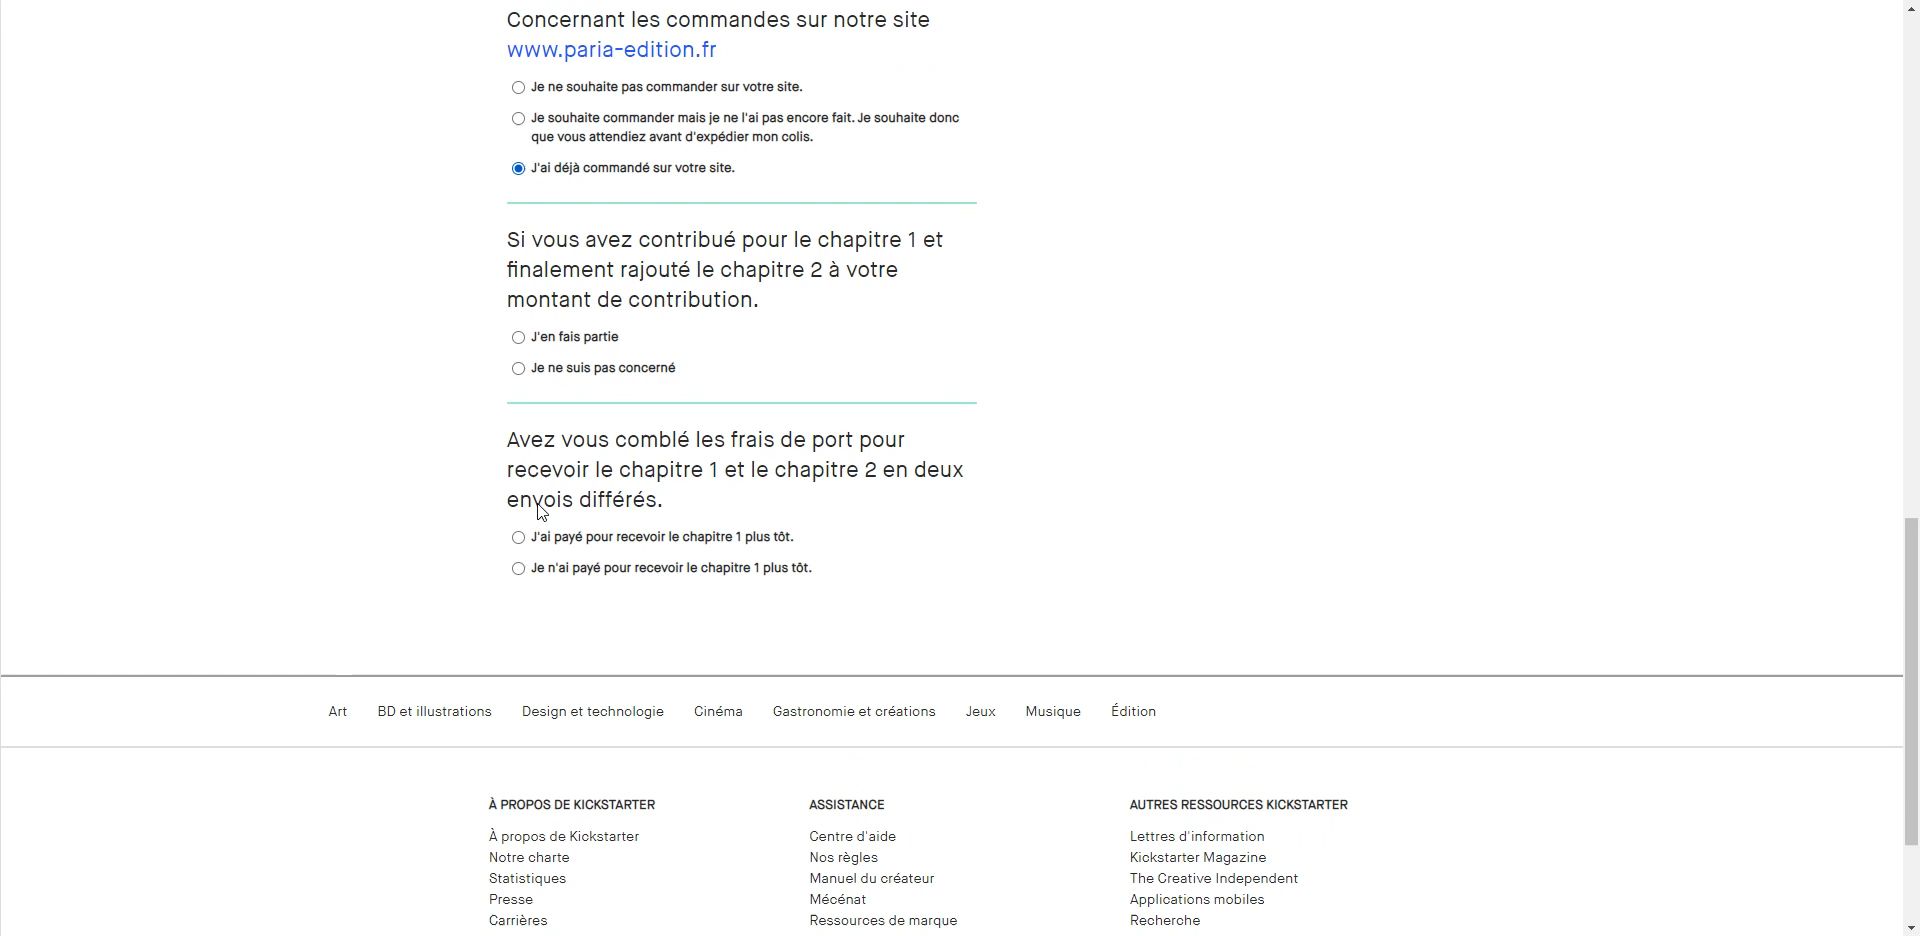 Concernant les commandes sur notre site
www.paria-edition.fr
Je ne souhaite pas commander sur votre site.
Je souhaite commander mais je ne l'ai pas encore fait. Je souhaite donc
que vous attendiez avant d'expédier mon colis.
J'ai déjà commandé sur votre site.
Si vous avez contribué pour le chapitre 1 et
finalement rajouté le chapitre 2 à votre
montant de contribution.
J'en fais partie
Je ne suis pas concerné
Avez vous comblé les frais de port pour
recevoir le chapitre 1 et le chapitre 2 en deux
envois différés.
J'ai payé pour recevoir le chapitre 1 plus tôt.
Je n'ai payé pour recevoir le chapitre 1 plus tôt.
Art BD et illustrations Design et technologie Cinéma Gastronomie et créations Jeux Musique Édition
À PROPOS DE KICKSTARTER
À propos de Kickstarter
Notre charte
Statistiques
Presse
Carrières
ASSISTANCE
Centre d'aide
Nos règles
Manuel du créateur
Mécénat
Ressources de marque
AUTRES RESSOURCES KICKSTARTER
Lettres d'information
Kickstarter Magazine
The Creative Independent
Applications mobiles
Recherche